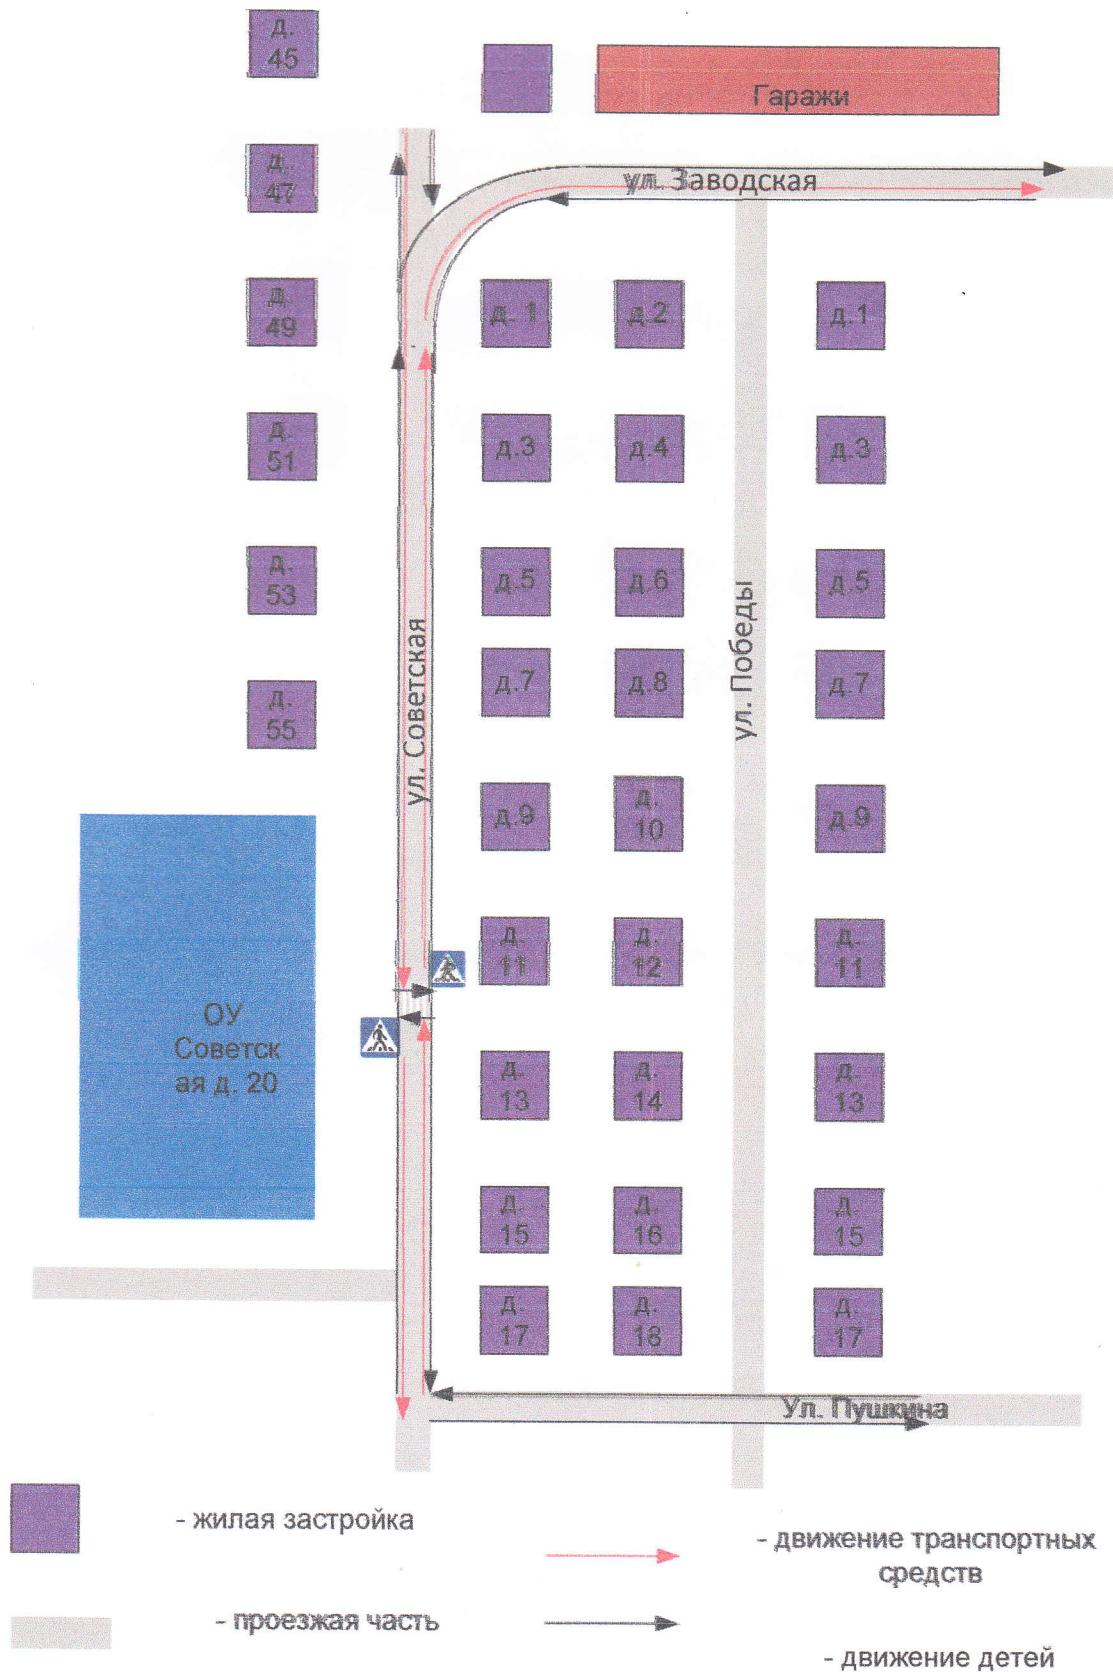 Д.
45
Гаражи
Д.
47
ул. Заводская
Д.
49
д. 1
д.2
д.1
Д.
51
д.3
д.4
д.3
Д.
53
д.5
д.6
д.5
ул. Советская
ул. Победы
Д.
55
д.7
д.8
д.7
д.9
Д.
10
д.9
Д.
11
Д.
12
Д.
11
ОУ
Советск
ая д. 20
Д.
13
Д.
14
Д.
13
Д.
15
Д.
16
Д.
15
Д.
17
Д.
18
Д.
17
Ул. Пушкина
- жилая застройка
- движение транспортных
средств
- проезжая часть
- движение детей